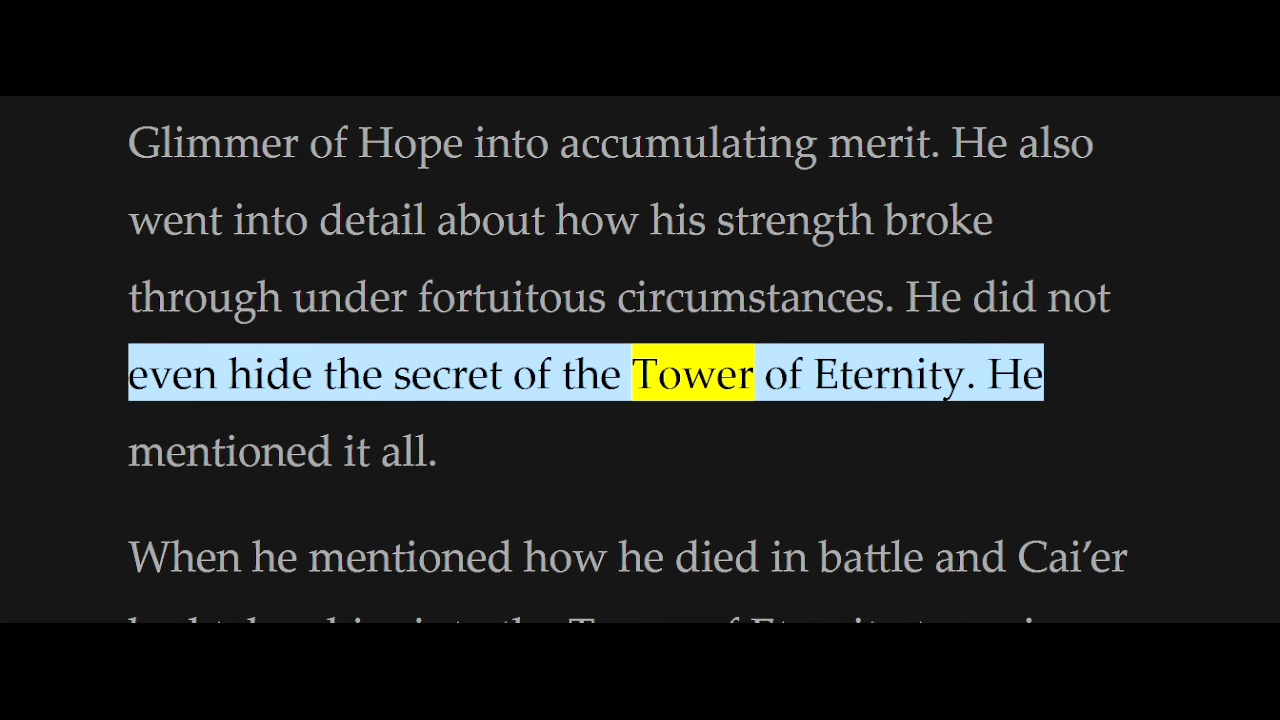 Glimmer of Hope into accumulating merit. He also
went into detail about how his strength broke
through under fortuitous circumstances. He did not
even hide the secret of the Tower of Eternity. He
mentioned it all.
When he mentioned how he died in battle and Cai’er